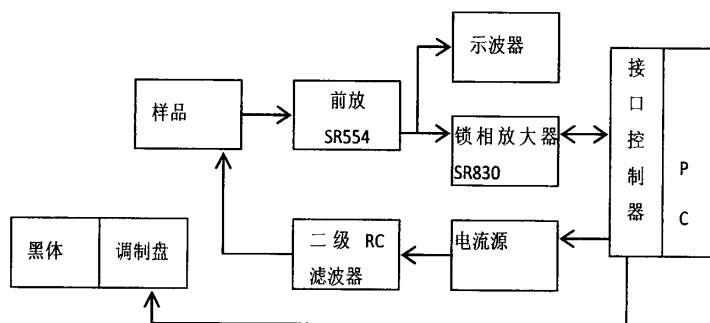 示波器
样品
前放
SR554
锁相放大器
SR830
接口控制器
PC
黑体
调制盘
二级 RC
滤波器
电流源